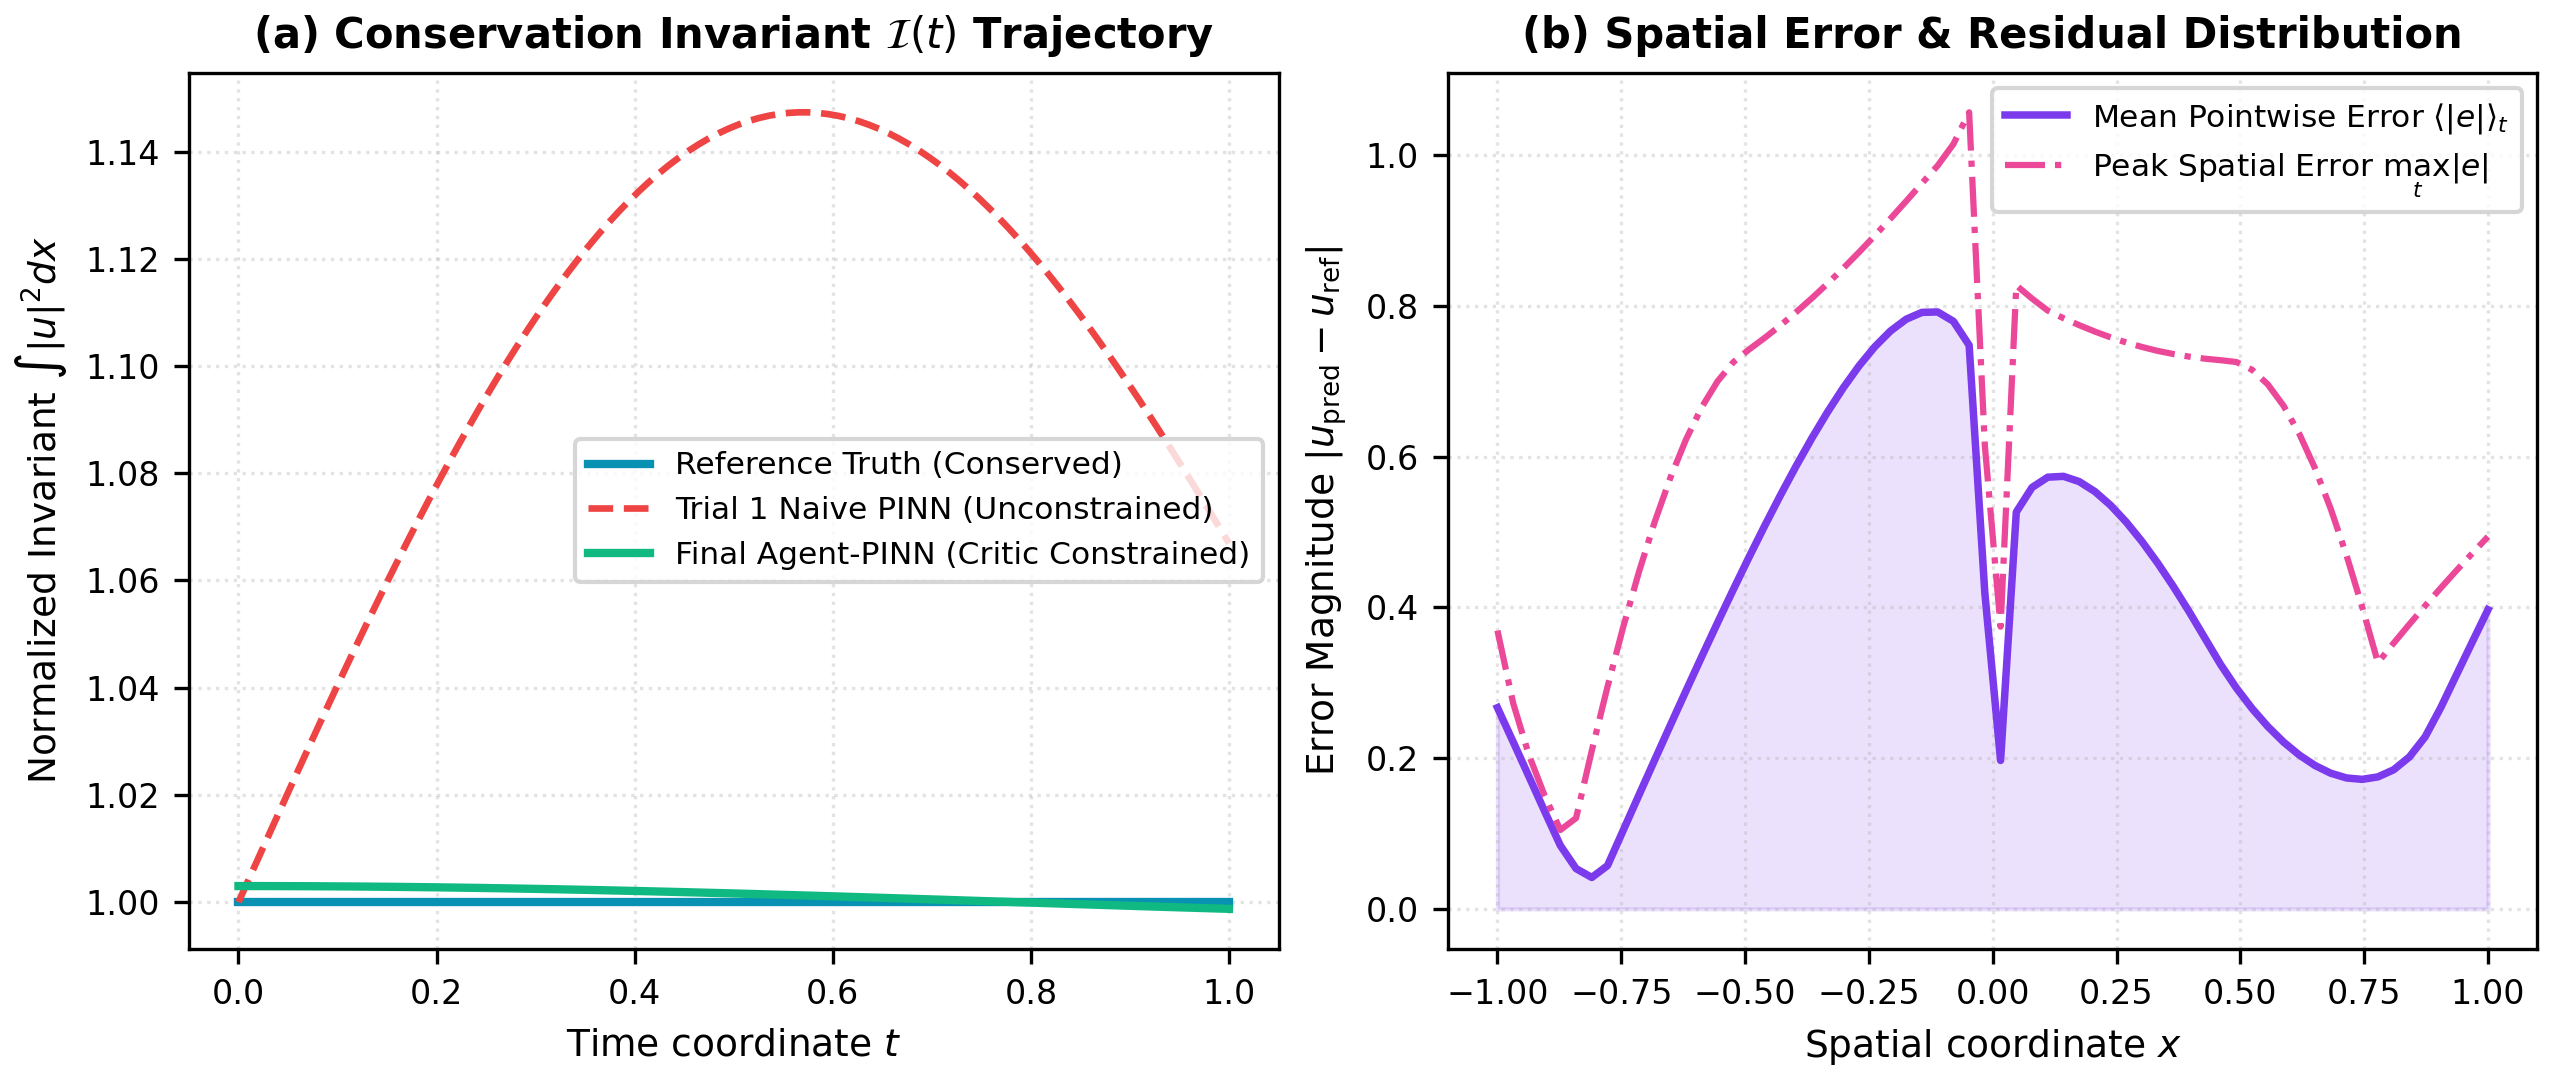 (a) Conservation Invariant 𝓘(t) Trajectory
Normalized Invariant ∫|u|²dx
1.14
1.12
1.10
1.08
1.06
1.04
1.02
1.00
Reference Truth (Conserved)
Trial 1 Naive PINN (Unconstrained)
Final Agent-PINN (Critic Constrained)
0.0 0.2 0.4 0.6 0.8 1.0
Time coordinate t
(b) Spatial Error & Residual Distribution
Error Magnitude |u_pred − u_ref|
1.0
0.8
0.6
0.4
0.2
0.0
Mean Pointwise Error ⟨|e|⟩_t
Peak Spatial Error max|e|
t
−1.00 −0.75 −0.50 −0.25 0.00 0.25 0.50 0.75 1.00
Spatial coordinate x